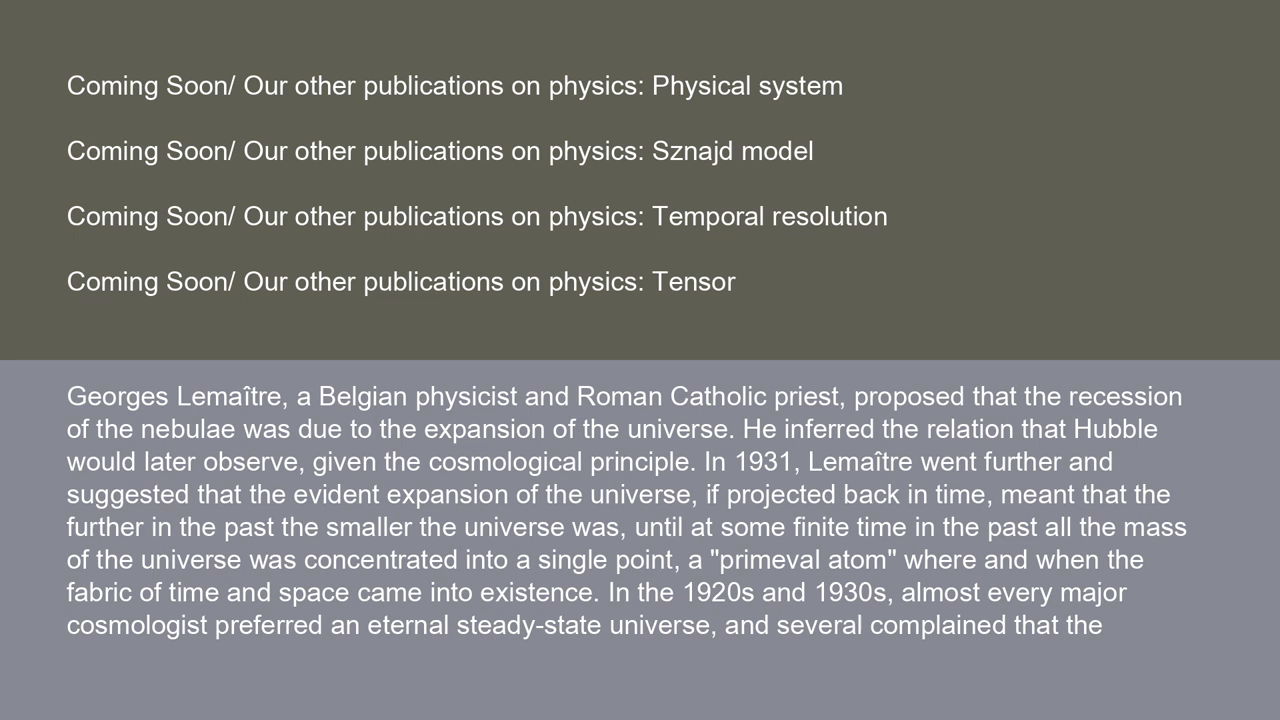 Coming Soon/ Our other publications on physics: Physical system
Coming Soon/ Our other publications on physics: Sznajd model
Coming Soon/ Our other publications on physics: Temporal resolution
Coming Soon/ Our other publications on physics: Tensor
Georges Lemaître, a Belgian physicist and Roman Catholic priest, proposed that the recession
of the nebulae was due to the expansion of the universe. He inferred the relation that Hubble
would later observe, given the cosmological principle. In 1931, Lemaître went further and
suggested that the evident expansion of the universe, if projected back in time, meant that the
further in the past the smaller the universe was, until at some finite time in the past all the mass
of the universe was concentrated into a single point, a "primeval atom" where and when the
fabric of time and space came into existence. In the 1920s and 1930s, almost every major
cosmologist preferred an eternal steady-state universe, and several complained that the